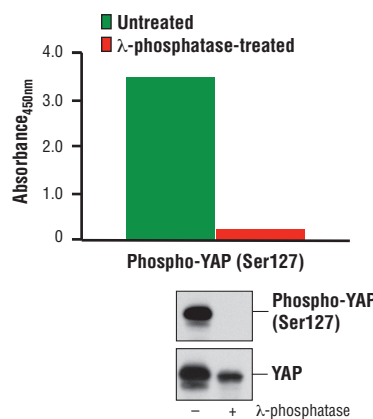 Untreated
λ-phosphatase-treated
4.0
3.0
2.0
1.0
0
Absorbance450nm
Phospho-YAP (Ser127)
Phospho-YAP
(Ser127)
YAP
– + λ-phosphatase